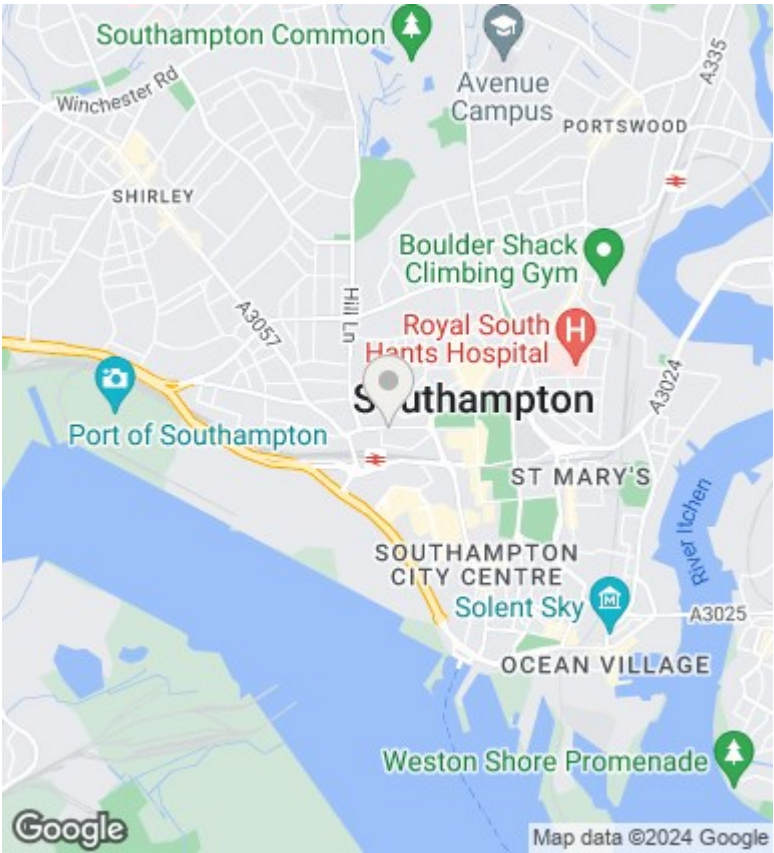 Southampton Common
Avenue
Campus
A335
Winchester Rd
PORTSWOOD
SHIRLEY
Boulder Shack
Climbing Gym
A3057
Hill Ln
Royal South
Hants Hospital
H
A3024
Southampton
Port of Southampton
ST MARY'S
River Itchen
SOUTHAMPTON
CITY CENTRE
Solent Sky
M
A3025
OCEAN VILLAGE
Weston Shore Promenade
Google
Map data ©2024 Google